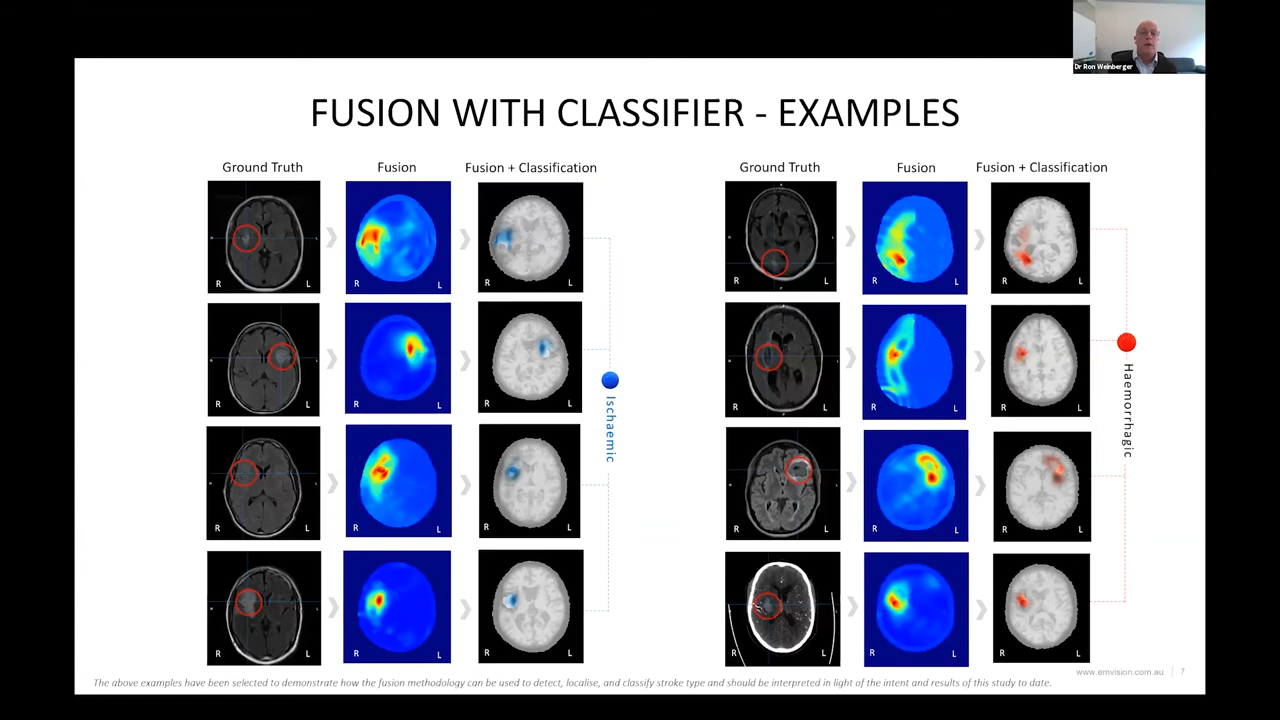 Dr Ron Weinberger
FUSION WITH CLASSIFIER - EXAMPLES
Ground Truth Fusion Fusion + Classification
Ground Truth Fusion Fusion + Classification
R L R L R L
R L R L R L
R L R L R L
R L R L R L
Ischaemic
R L R L R L
R L R L R L
R L R L R L
R L R L R L
Haemorrhagic
www.emvision.com.au 7
The above examples have been selected to demonstrate how the fusion methodology can be used to detect, localise, and classify stroke type and should be interpreted in light of the intent and results of this study to date.